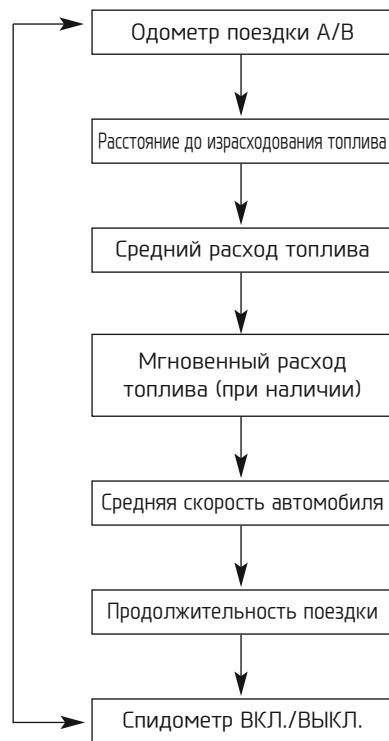 Одометр поездки A/B
Расстояние до израсходования топлива
Средний расход топлива
Мгновенный расход
топлива (при наличии)
Средняя скорость автомобиля
Продолжительность поездки
Спидометр ВКЛ./ВЫКЛ.